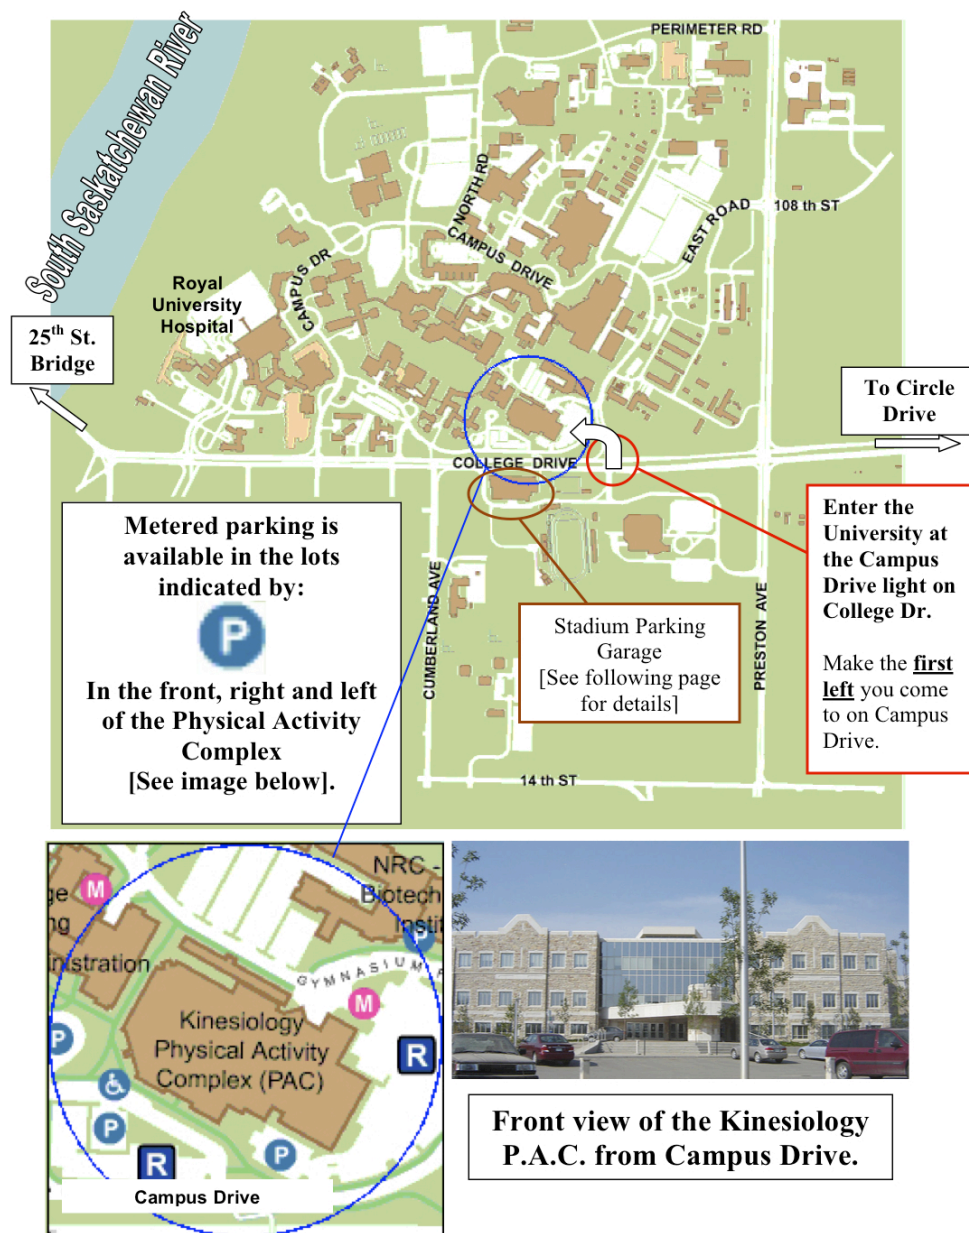 PERIMETER RD
South Saskatchewan River
NORTH RD
CAMPUS DRIVE
EAST ROAD
108 th ST
CAMPUS DR
Royal
University
Hospital
25th St.
Bridge
To Circle
Drive
COLLEGE DRIVE
Metered parking is
available in the lots
indicated by:
P
In the front, right and left
of the Physical Activity
Complex
[See image below].
CUMBERLAND AVE
Stadium Parking
Garage
[See following page
for details]
PRESTON AVE
Enter the
University at
the Campus
Drive light on
College Dr.
Make the first
left you come
to on Campus
Drive.
14 th ST
NRC -
Biotech
Instit
M
ge
ng
nistration
P
GYMNASIUM
M
Kinesiology
Physical Activity
Complex (PAC)
R
P
P
P
R
Campus Drive
Front view of the Kinesiology
P.A.C. from Campus Drive.